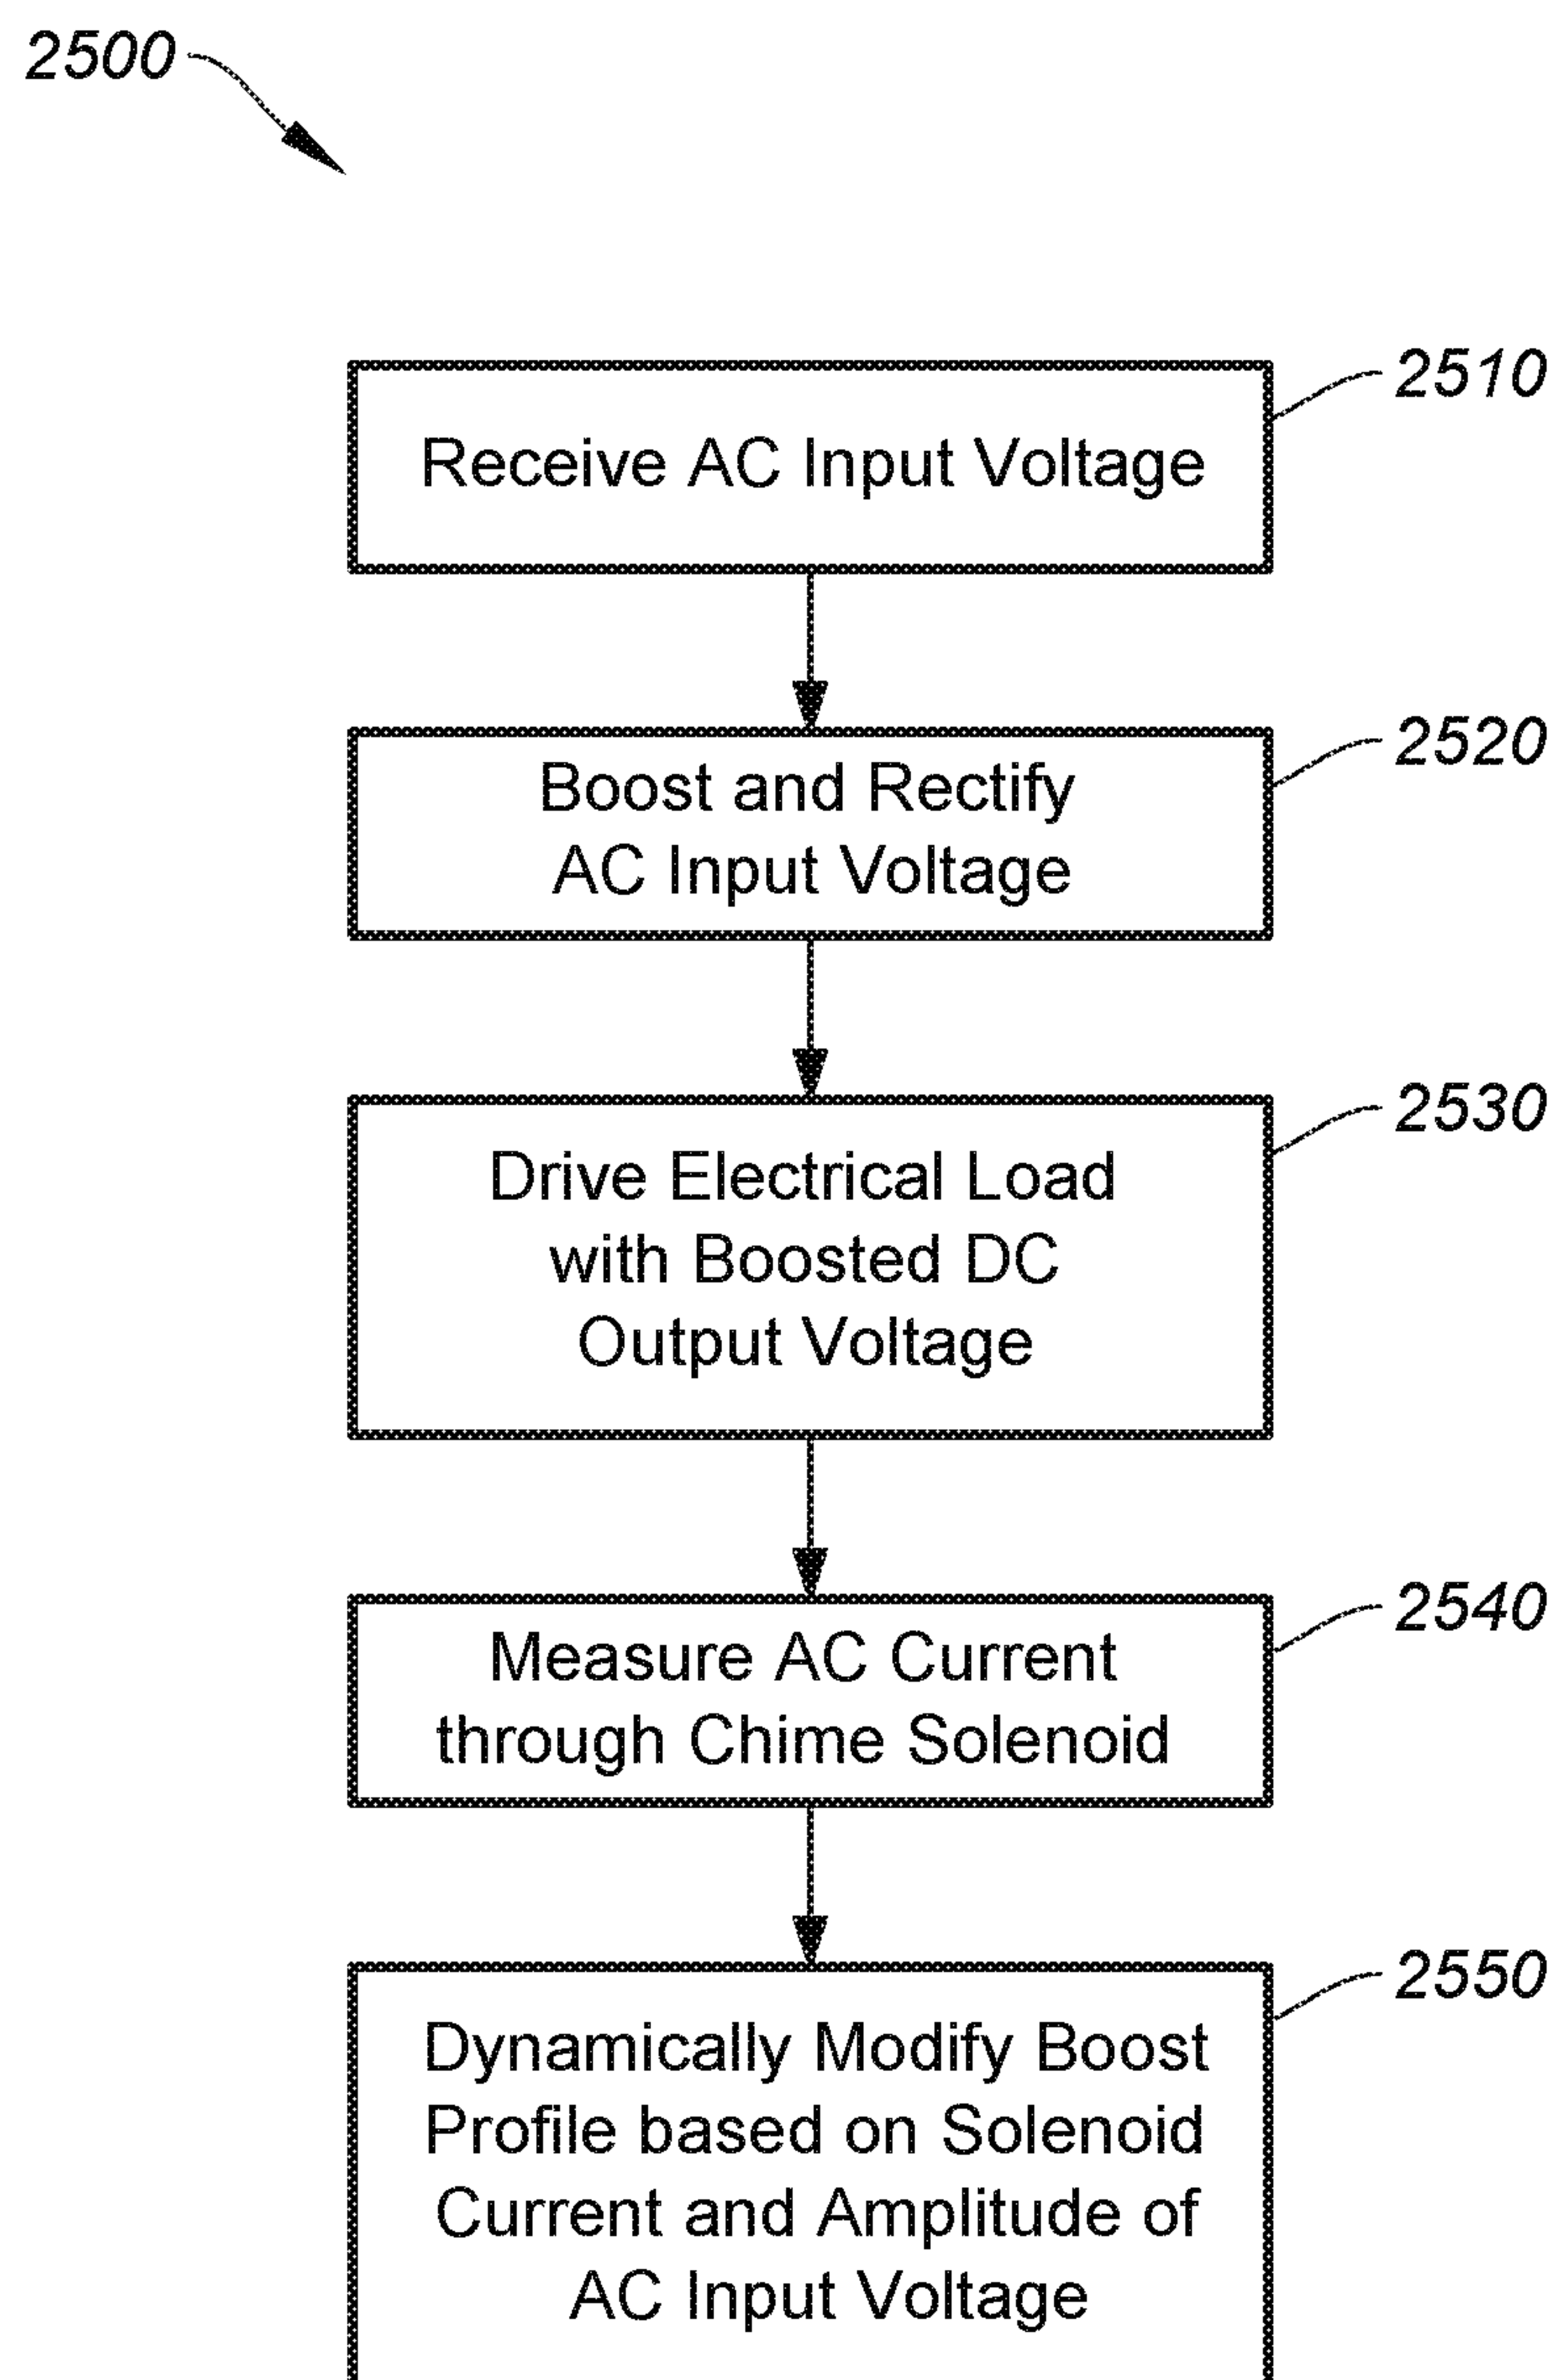 2500
2510
Receive AC Input Voltage
2520
Boost and Rectify
AC Input Voltage
2530
Drive Electrical Load
with Boosted DC
Output Voltage
2540
Measure AC Current
through Chime Solenoid
2550
Dynamically Modify Boost
Profile based on Solenoid
Current and Amplitude of
AC Input Voltage